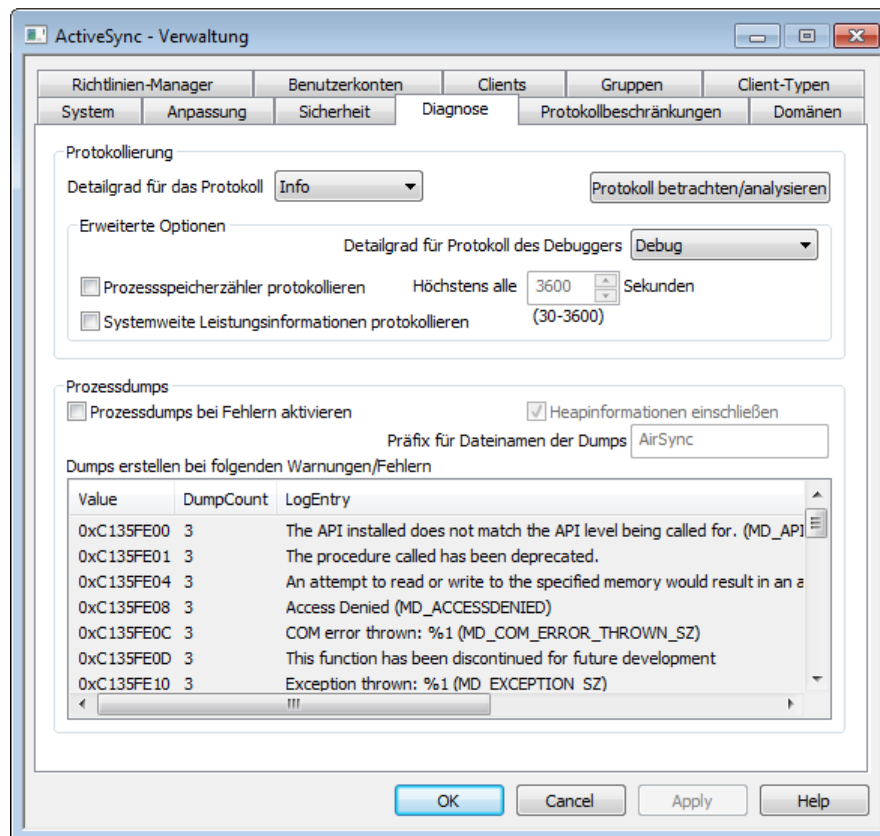 ActiveSync - Verwaltung
Richtlinien-Manager Benutzerkonten Clients Gruppen Client-Typen
System Anpassung Sicherheit Diagnose Protokollbeschränkungen Domänen
Protokollierung
Detailgrad für das Protokoll Info Protokoll betrachten/analysieren
Erweiterte Optionen
Detailgrad für Protokoll des Debuggers Debug
Prozessspeicherzähler protokollieren Höchstens alle 3600 Sekunden
Systemweite Leistungsinformationen protokollieren (30-3600)
Prozessdumps
Prozessdumps bei Fehlern aktivieren Heapinformationen einschließen
Präfix für Dateinamen der Dumps AirSync
Dumps erstellen bei folgenden Warnungen/Fehlern
Value DumpCount LogEntry
0xC135FE00 3 The API installed does not match the API level being called for. (MD_API
0xC135FE01 3 The procedure called has been deprecated.
0xC135FE04 3 An attempt to read or write to the specified memory would result in an a
0xC135FE08 3 Access Denied (MD_ACCESSDENIED)
0xC135FE0C 3 COM error thrown: %1 (MD_COM_ERROR_THROWN_SZ)
0xC135FE0D 3 This function has been discontinued for future development
0xC135FE10 3 Exception thrown: %1 (MD_EXCEPTION_SZ)
OK Cancel Apply Help